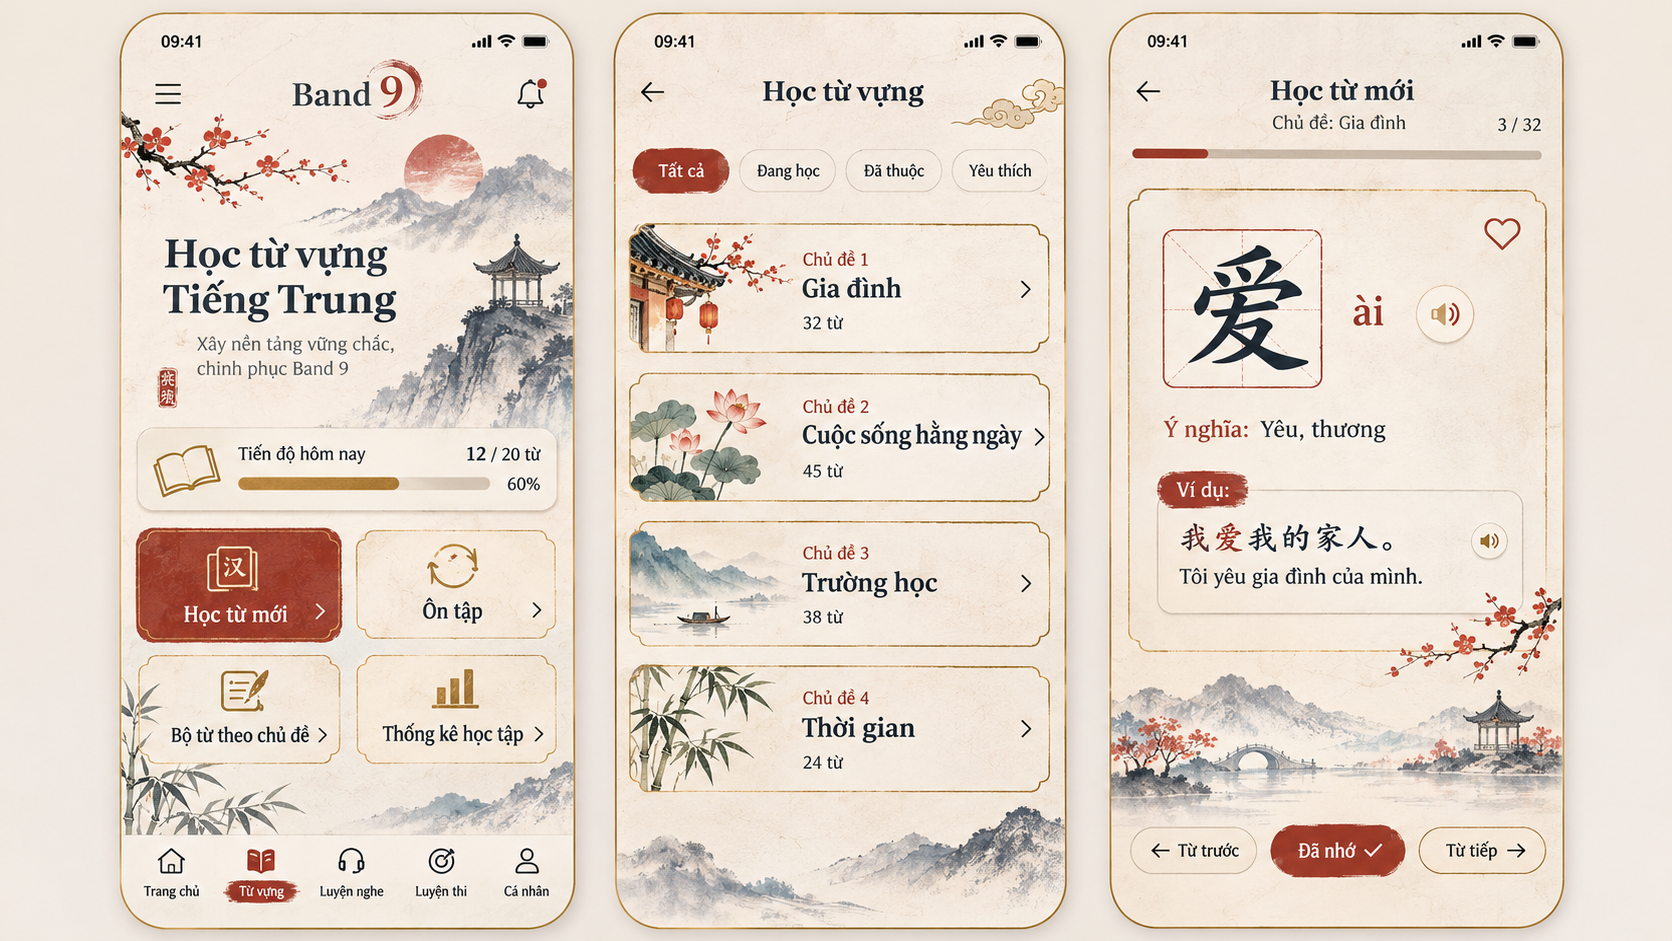 09:41
Band 9
Học từ vựng
Tiếng Trung
Xây nền tảng vững chắc,
chinh phục Band 9
Tiến độ hôm nay
12 / 20 từ
60%
汉
Học từ mới
Ôn tập
Bộ từ theo chủ đề
Thống kê học tập
Trang chủ
Từ vựng
Luyện nghe
Luyện thi
Cá nhân
09:41
Học từ vựng
Tất cả
Đang học
Đã thuộc
Yêu thích
Chủ đề 1
Gia đình
32 từ
Chủ đề 2
Cuộc sống hằng ngày
45 từ
Chủ đề 3
Trường học
38 từ
Chủ đề 4
Thời gian
24 từ
09:41
Học từ mới
Chủ đề: Gia đình
3 / 32
爱
ài
Ý nghĩa: Yêu, thương
Ví dụ:
我爱我的家人。
Tôi yêu gia đình của mình.
Từ trước
Đã nhớ
Từ tiếp